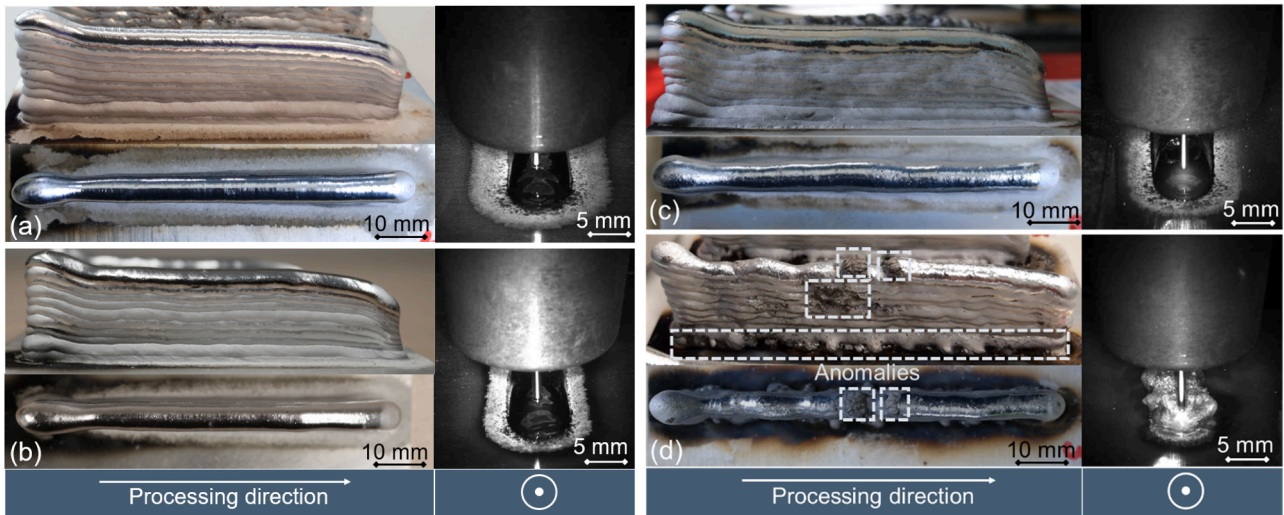 (a)
10 mm
5 mm
(b)
10 mm
5 mm
Processing direction
(c)
10 mm
5 mm
Anomalies
(d)
10 mm
5 mm
Processing direction